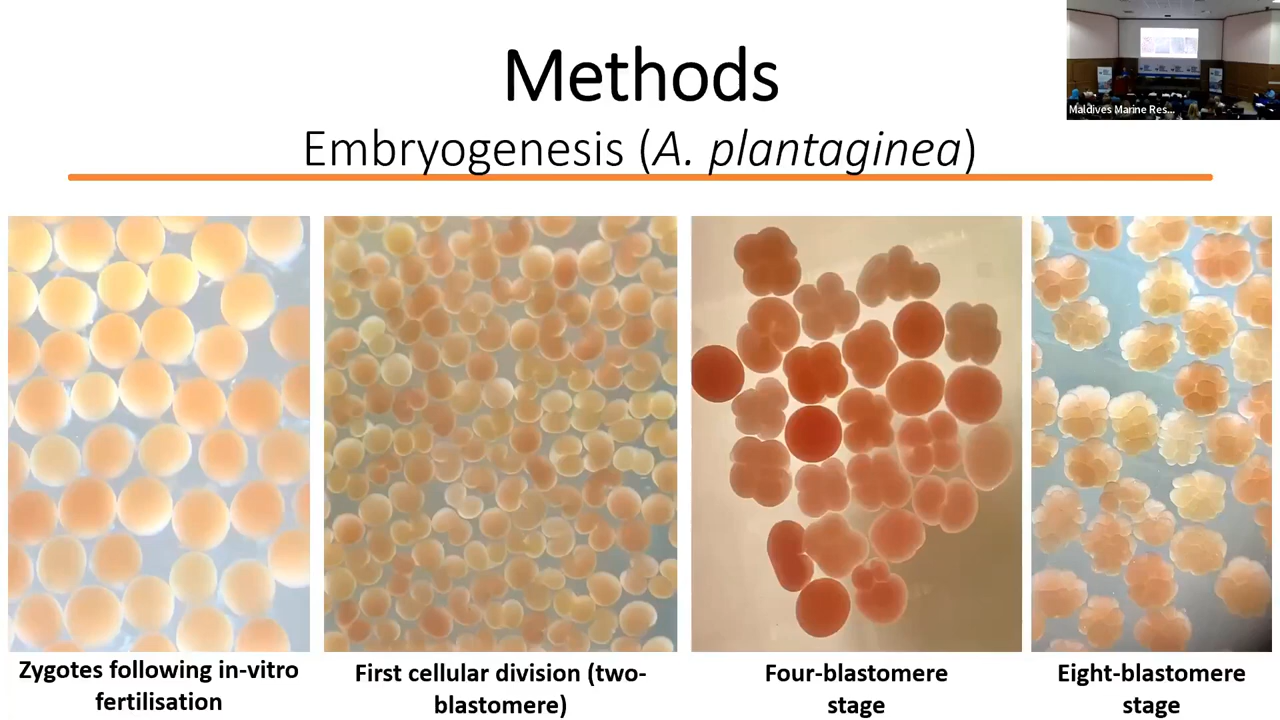 Methods
Embryogenesis (A. plantaginea)
Maldives Marine Res...
Zygotes following in-vitro
fertilisation
First cellular division (two-
blastomere)
Four-blastomere
stage
Eight-blastomere
stage